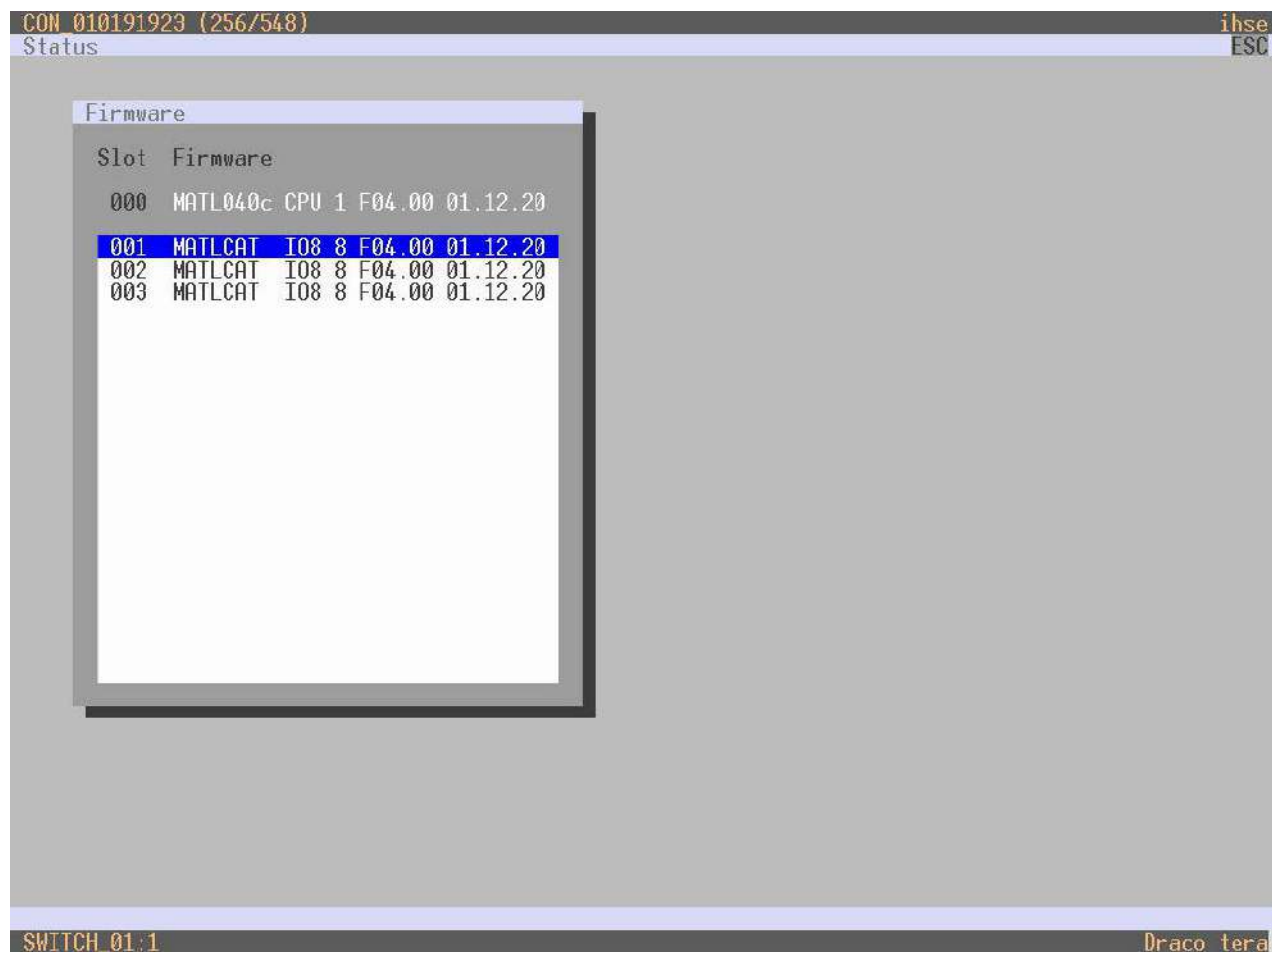 CON_010191923 (256/548) ihse
Status ESC
Firmware
Slot Firmware
000 MATL040c CPU 1 F04.00 01.12.20
001 MATLCAT IO8 8 F04.00 01.12.20
002 MATLCAT IO8 8 F04.00 01.12.20
003 MATLCAT IO8 8 F04.00 01.12.20
SWITCH_01:1 Draco tera